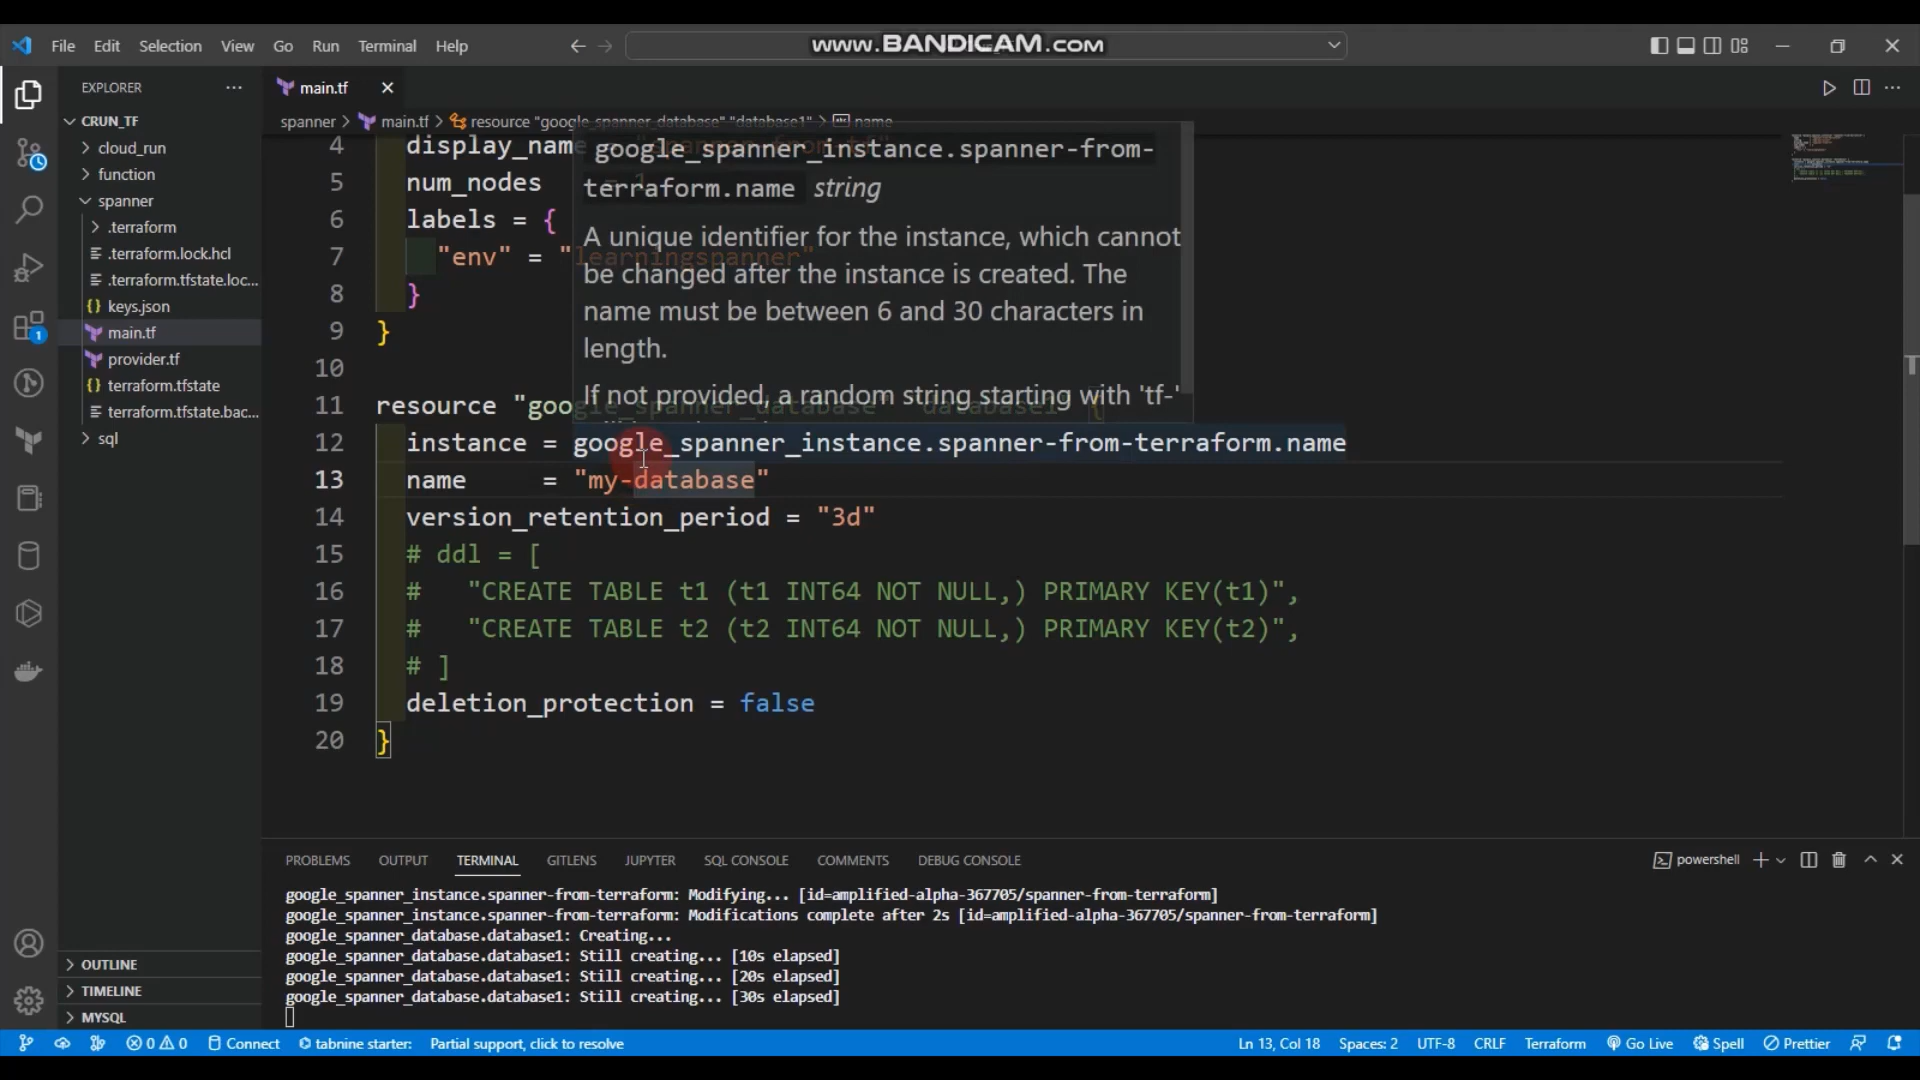 File Edit Selection View Go Run Terminal Help
www.BANDICAM.com
EXPLORER
main.tf
CRUN_TF
spanner > main.tf > resource "google_spanner_database" "database1" > name
cloud_run
function
spanner
.terraform
.terraform.lock.hcl
.terraform.tfstate.loc...
keys.json
main.tf
provider.tf
terraform.tfstate
terraform.tfstate.bac...
sql
OUTLINE
TIMELINE
MYSQL
4 display_name
5 num_nodes = 1
6 labels = {
7 "env" = "learningspanner"
8 }
9 }
10
google_spanner_instance.spanner-from-
terraform.name string
A unique identifier for the instance, which cannot
be changed after the instance is created. The
name must be between 6 and 30 characters in
length.
If not provided, a random string starting with 'tf-'
11 resource "google_spanner_database" "database1" {
12 instance = google_spanner_instance.spanner-from-terraform.name
13 name = "my-database"
14 version_retention_period = "3d"
15 # ddl = [
16 # "CREATE TABLE t1 (t1 INT64 NOT NULL,) PRIMARY KEY(t1)",
17 # "CREATE TABLE t2 (t2 INT64 NOT NULL,) PRIMARY KEY(t2)",
18 # ]
19 deletion_protection = false
20 }
PROBLEMS OUTPUT TERMINAL GITLENS JUPYTER SQL CONSOLE COMMENTS DEBUG CONSOLE
powershell
google_spanner_instance.spanner-from-terraform: Modifying... [id=amplified-alpha-367705/spanner-from-terraform]
google_spanner_instance.spanner-from-terraform: Modifications complete after 2s [id=amplified-alpha-367705/spanner-from-terraform]
google_spanner_database.database1: Creating...
google_spanner_database.database1: Still creating... [10s elapsed]
google_spanner_database.database1: Still creating... [20s elapsed]
google_spanner_database.database1: Still creating... [30s elapsed]
0 0 Connect tabnine starter: Partial support, click to resolve
Ln 13, Col 18 Spaces: 2 UTF-8 CRLF Terraform Go Live Spell Prettier